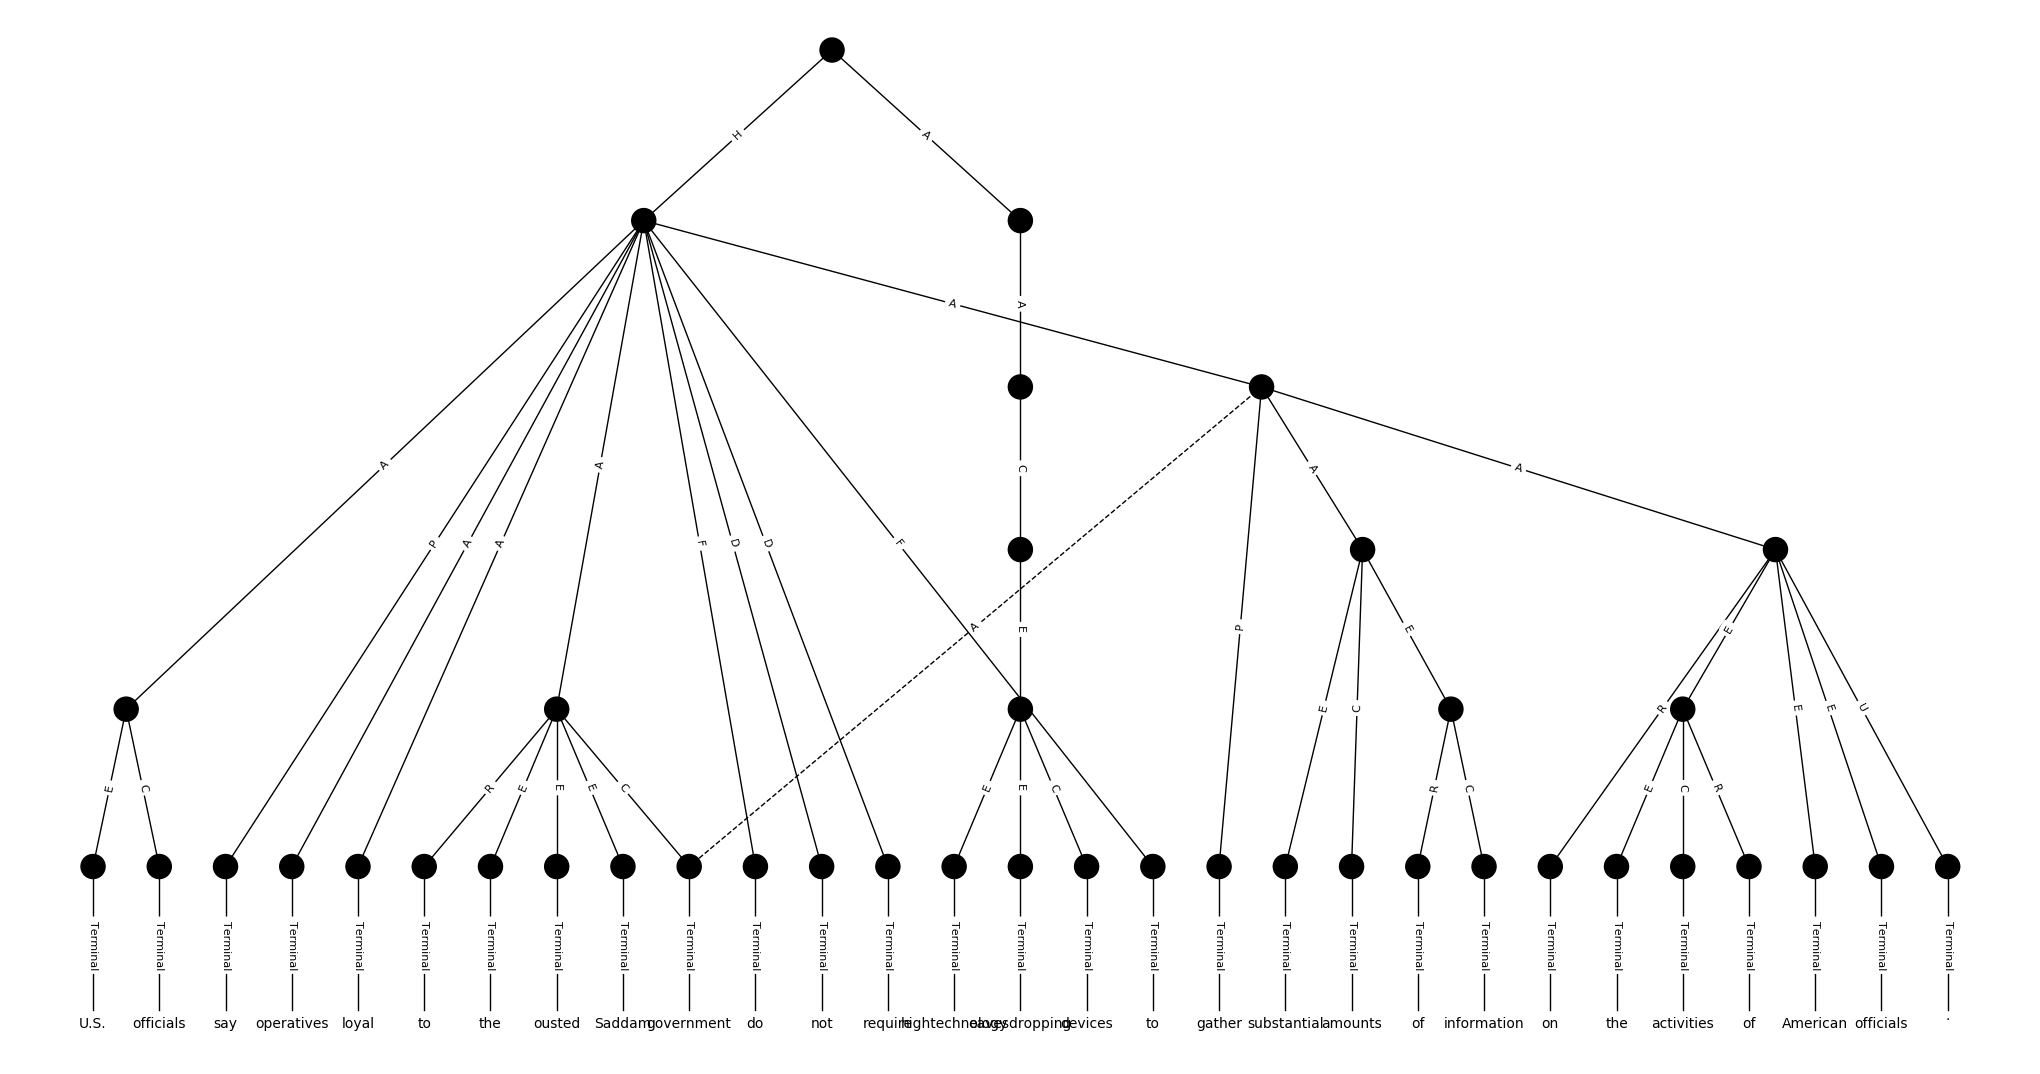 H A
A A
A P A A A F D D F C A A
A E P A E R E
E C U E E R
E C R E E E C E E C R C E C R
Terminal Terminal Terminal Terminal Terminal Terminal Terminal Terminal Terminal Terminal Terminal Terminal Terminal Terminal Terminal Terminal Terminal Terminal Terminal Terminal Terminal Terminal Terminal Terminal Terminal Terminal Terminal Terminal Terminal
U.S. officials say operatives loyal to the ousted Saddam government do not require hightechnology eavesdropping devices to gather substantial amounts of information on the activities of American officials .